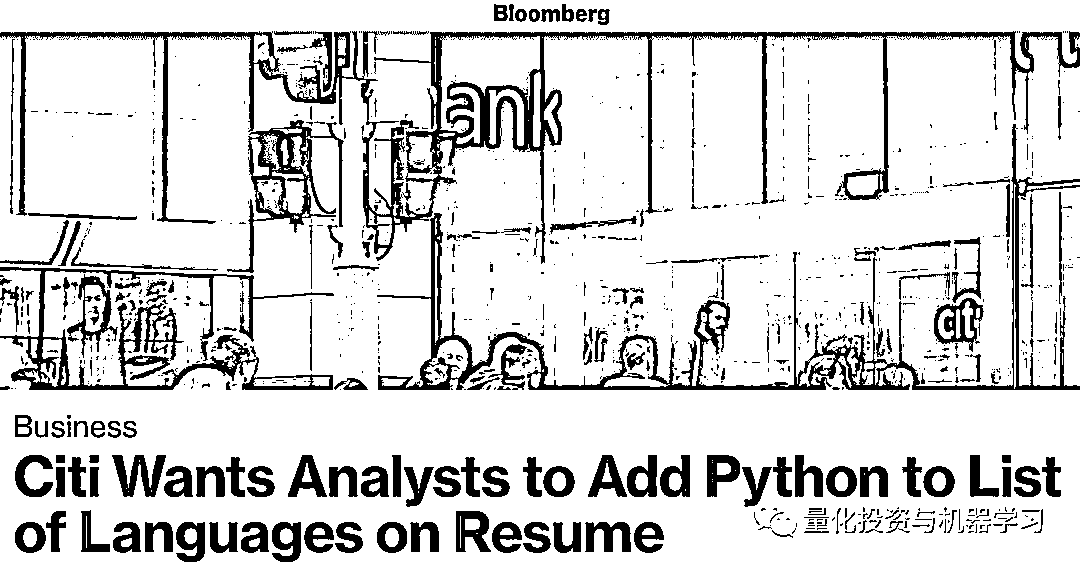 Bloomberg
ank
citi
Business
Citi Wants Analysts to Add Python to List
of Languages on Resume
量化投资与机器学习